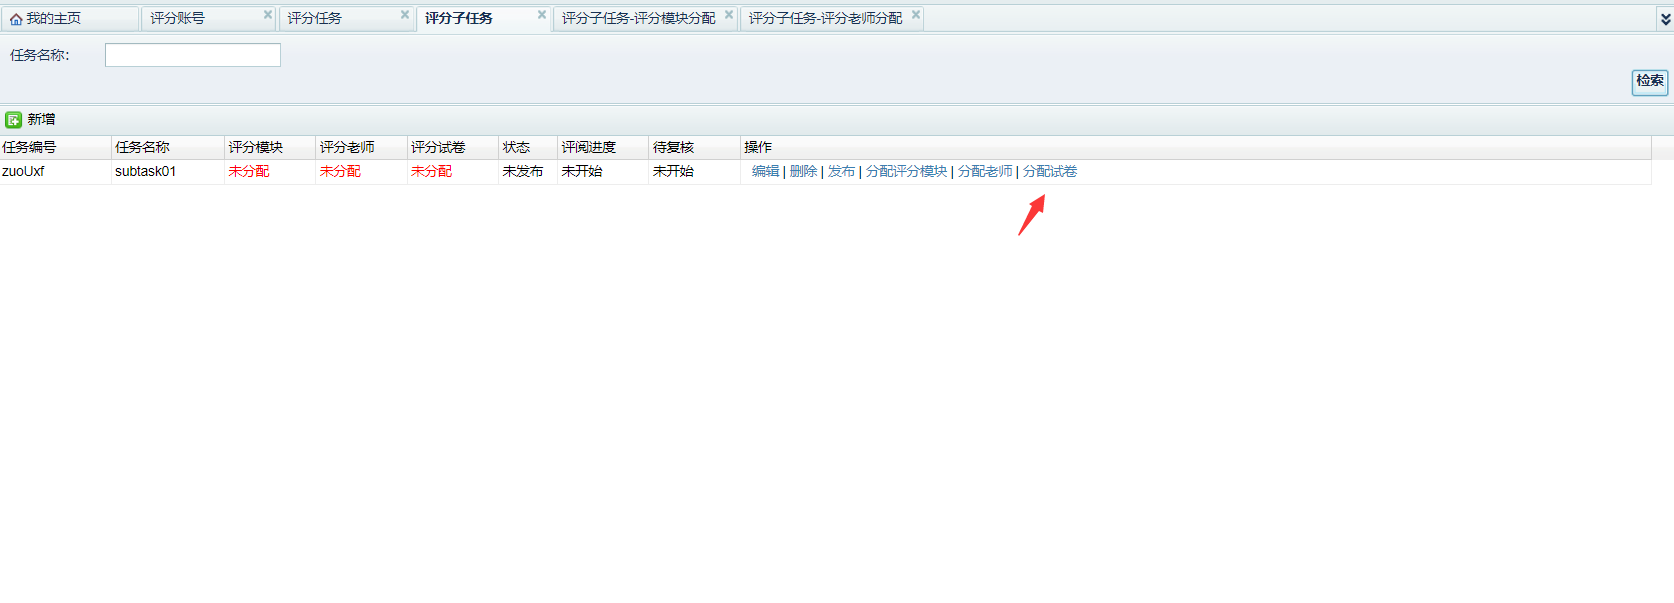 我的主页 评分账号 评分任务 评分子任务 评分子任务-评分模块分配 评分子任务-评分老师分配
任务名称：
检索
新增
任务编号 任务名称 评分模块 评分老师 评分试卷 状态 评阅进度 待复核 操作
zuoUxf subtask01 未分配 未分配 未分配 未发布 未开始 未开始 编辑 | 删除 | 发布 | 分配评分模块 | 分配老师 | 分配试卷